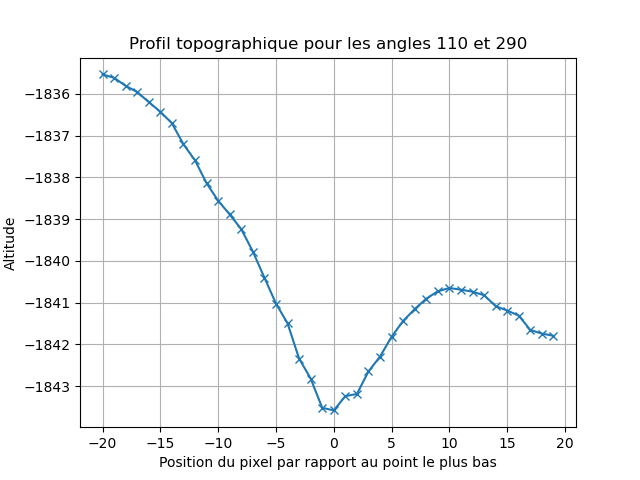 Profil topographique pour les angles 110 et 290
Altitude
−1836
−1837
−1838
−1839
−1840
−1841
−1842
−1843
−20 −15 −10 −5 0 5 10 15 20
Position du pixel par rapport au point le plus bas